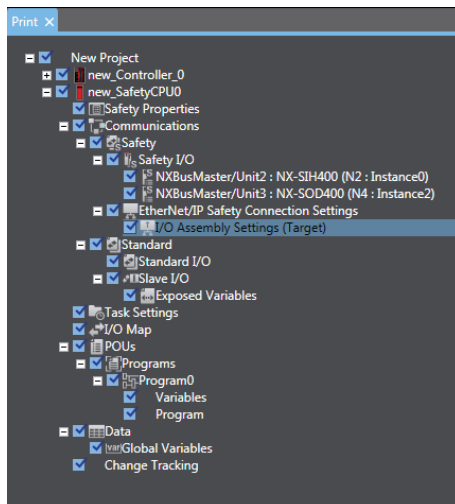 Print
New Project
new_Controller_0
new_SafetyCPU0
Safety Properties
Communications
Safety
Safety I/O
NXBusMaster/Unit2 : NX-SIH400 (N2 : Instance0)
NXBusMaster/Unit3 : NX-SOD400 (N4 : Instance2)
EtherNet/IP Safety Connection Settings
I/O Assembly Settings (Target)
Standard
Standard I/O
Slave I/O
Exposed Variables
Task Settings
I/O Map
POUs
Programs
Program0
Variables
Program
Data
Global Variables
Change Tracking